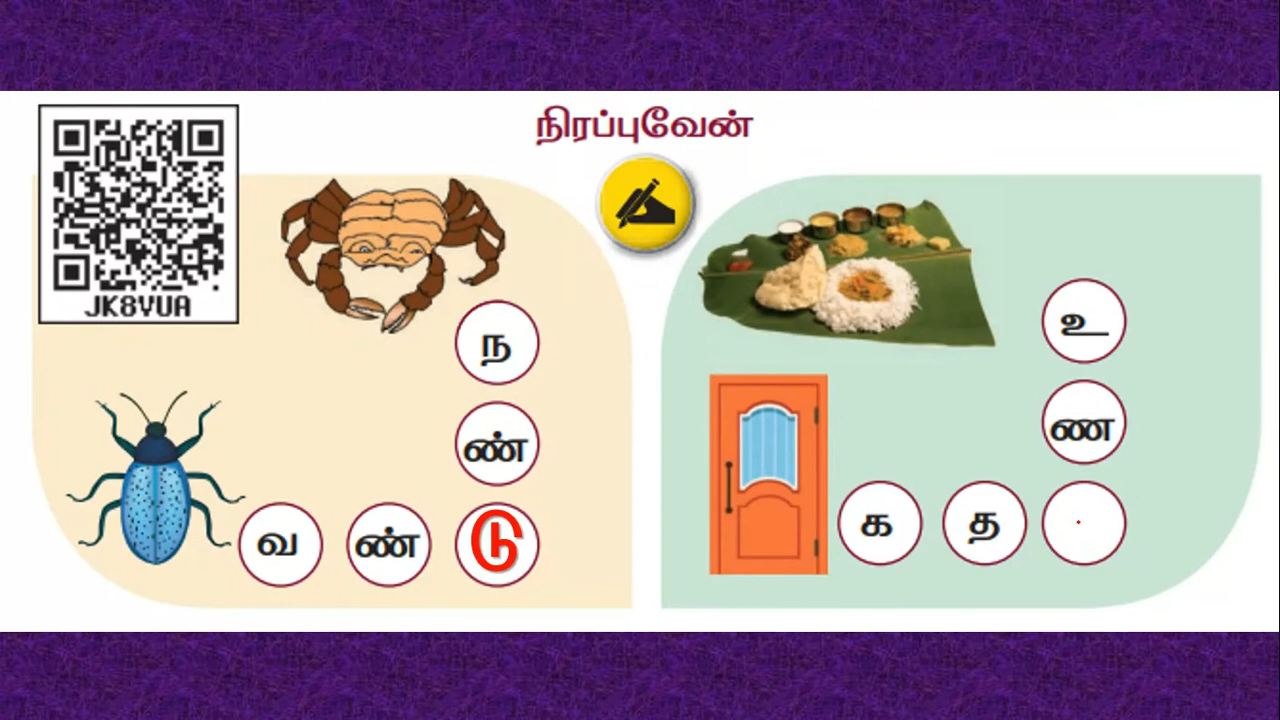 நிரப்புவேன்
JK8VUA
ந
ண்
வ ண் டு
உ
ண
க த